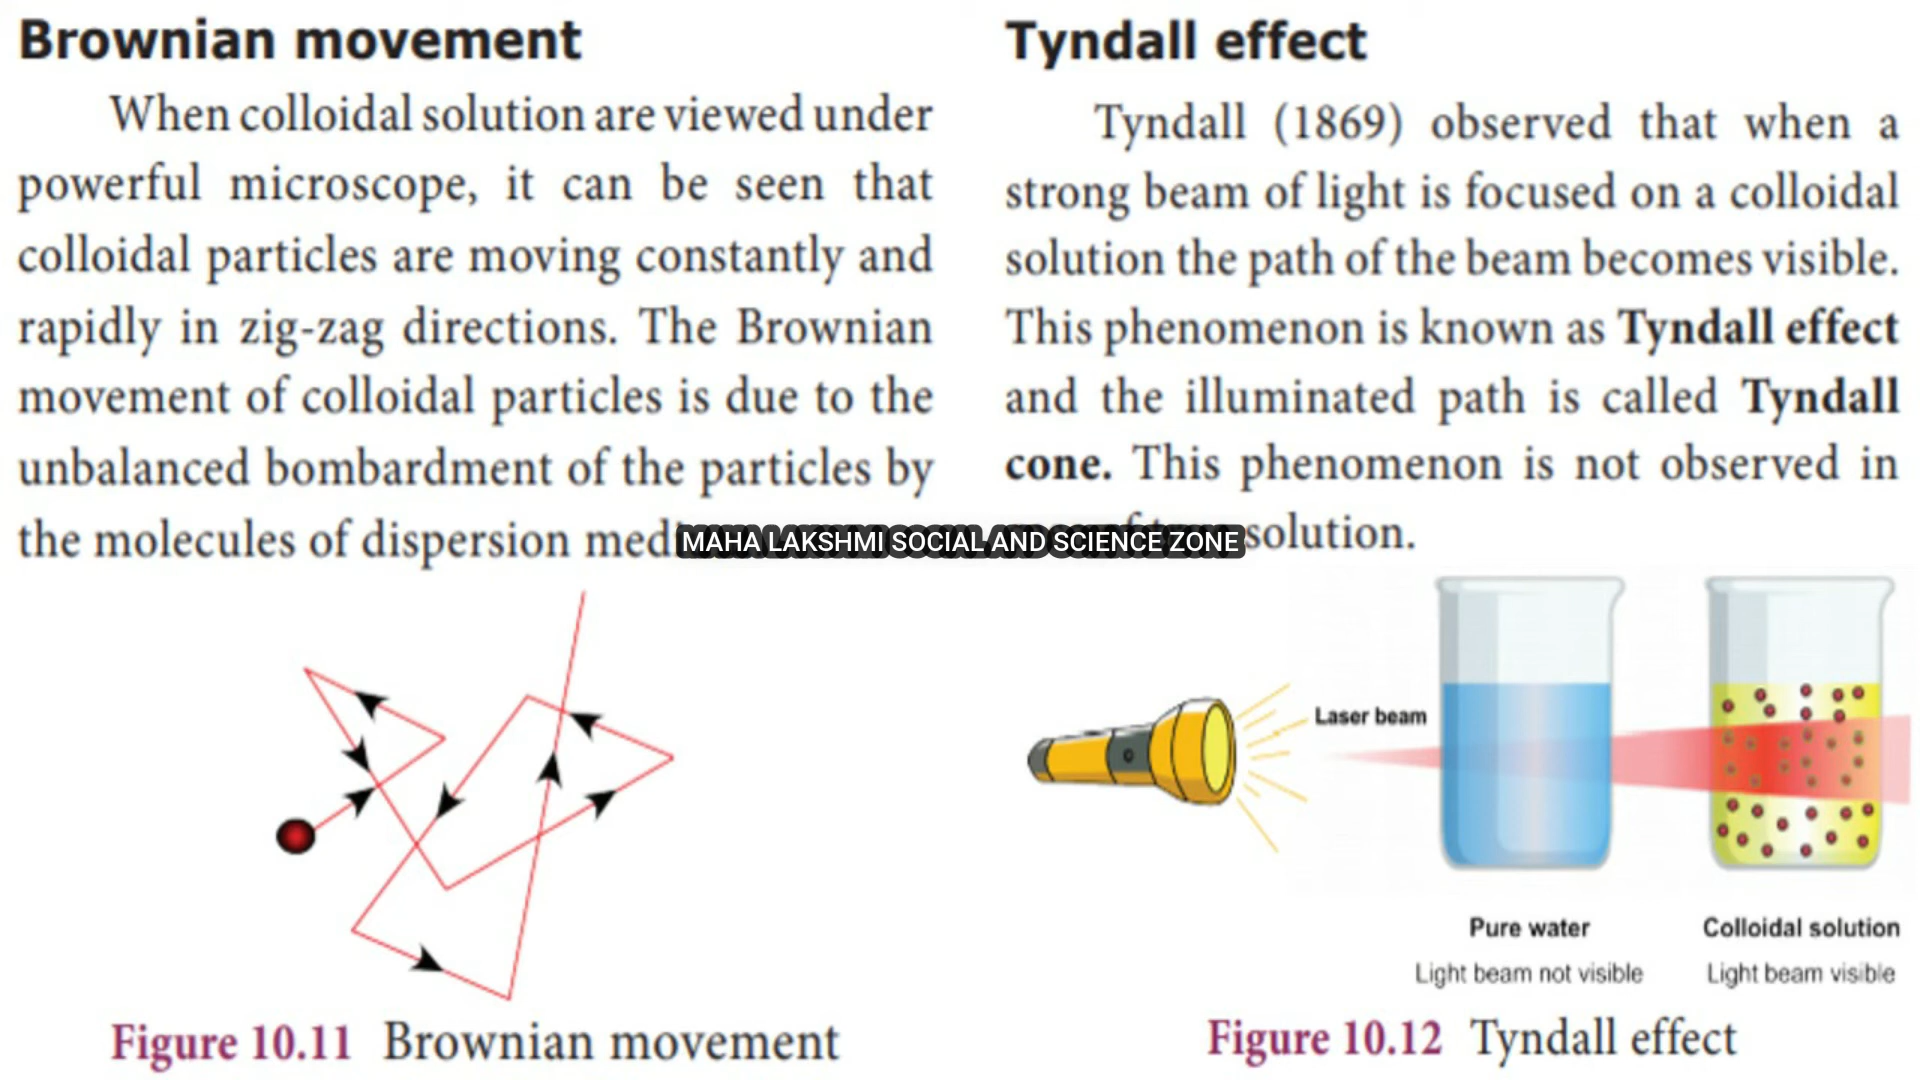 Brownian movement
When colloidal solution are viewed under
powerful microscope, it can be seen that
colloidal particles are moving constantly and
rapidly in zig-zag directions. The Brownian
movement of colloidal particles is due to the
unbalanced bombardment of the particles by
the molecules of dispersion
Figure 10.11 Brownian movement
Tyndall effect
Tyndall (1869) observed that when a
strong beam of light is focused on a colloidal
solution the path of the beam becomes visible.
This phenomenon is known as Tyndall effect
and the illuminated path is called Tyndall
cone. This phenomenon is not observed in
solution.
MAHA LAKSHMI SOCIAL AND SCIENCE ZONE
Laser beam
Pure water
Light beam not visible
Colloidal solution
Light beam visible
Figure 10.12 Tyndall effect